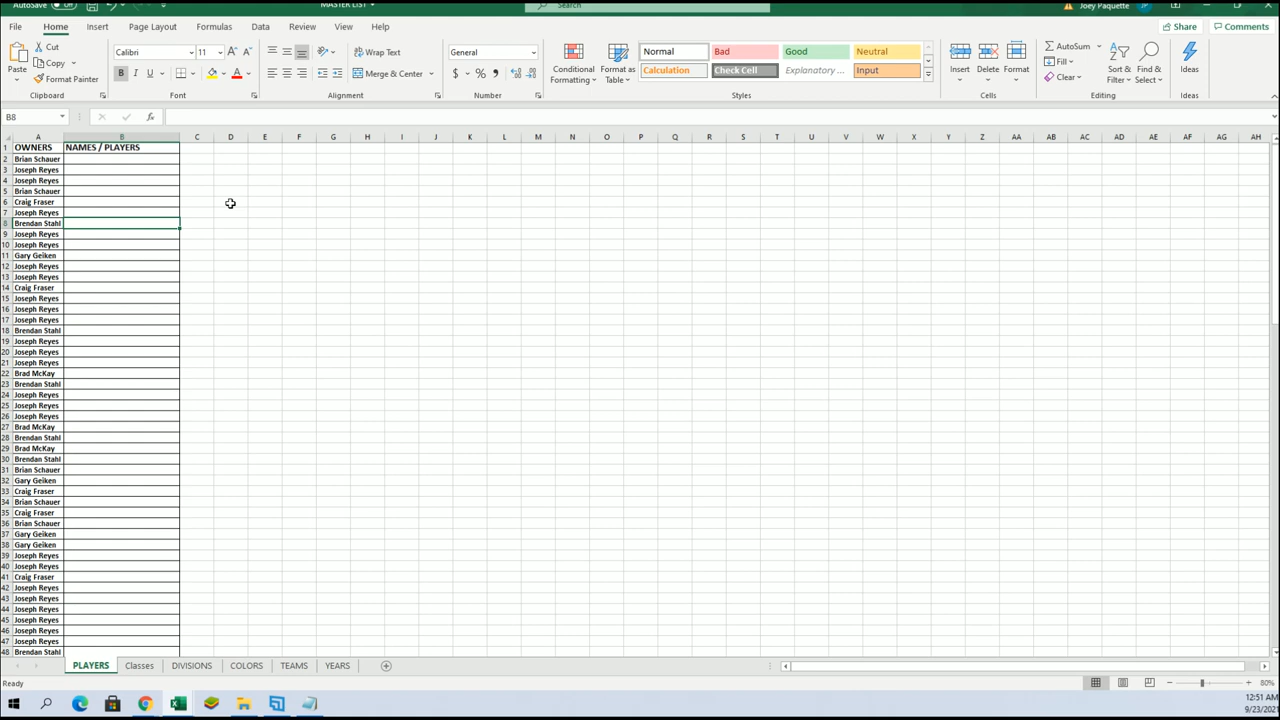 AutoSave Off MASTER LIST Search Joey Paquette
File Home Insert Page Layout Formulas Data Review View Help Share Comments
Paste Cut Copy Format Painter Clipboard
Calibri 11 B I U Font
Wrap Text Merge & Center Alignment
General $ % Number
Conditional Formatting Format as Table
Normal Bad Good Neutral
Calculation Check Cell Explanatory ... Input
Styles
Insert Delete Format Cells
AutoSum Fill Clear Sort & Filter Find & Select Editing
Ideas Ideas
B8 fx
A B C D E F G H I J K L M N O P Q R S T U V W X Y Z AA AB AC AD AE AF AG AH
1 OWNERS NAMES / PLAYERS
2 Brian Schauer
3 Joseph Reyes
4 Joseph Reyes
5 Brian Schauer
6 Craig Fraser
7 Joseph Reyes
8 Brendan Stahl
9 Joseph Reyes
10 Joseph Reyes
11 Gary Geiken
12 Joseph Reyes
13 Joseph Reyes
14 Craig Fraser
15 Joseph Reyes
16 Joseph Reyes
17 Joseph Reyes
18 Brendan Stahl
19 Joseph Reyes
20 Joseph Reyes
21 Joseph Reyes
22 Brad McKay
23 Brendan Stahl
24 Joseph Reyes
25 Joseph Reyes
26 Joseph Reyes
27 Brad McKay
28 Brendan Stahl
29 Brad McKay
30 Brendan Stahl
31 Brian Schauer
32 Gary Geiken
33 Craig Fraser
34 Brian Schauer
35 Craig Fraser
36 Brian Schauer
37 Gary Geiken
38 Gary Geiken
39 Joseph Reyes
40 Joseph Reyes
41 Craig Fraser
42 Joseph Reyes
43 Joseph Reyes
44 Joseph Reyes
45 Joseph Reyes
46 Joseph Reyes
47 Joseph Reyes
48 Brendan Stahl
PLAYERS Classes DIVISIONS COLORS TEAMS YEARS
Ready 80%
12:51 AM
9/23/2021